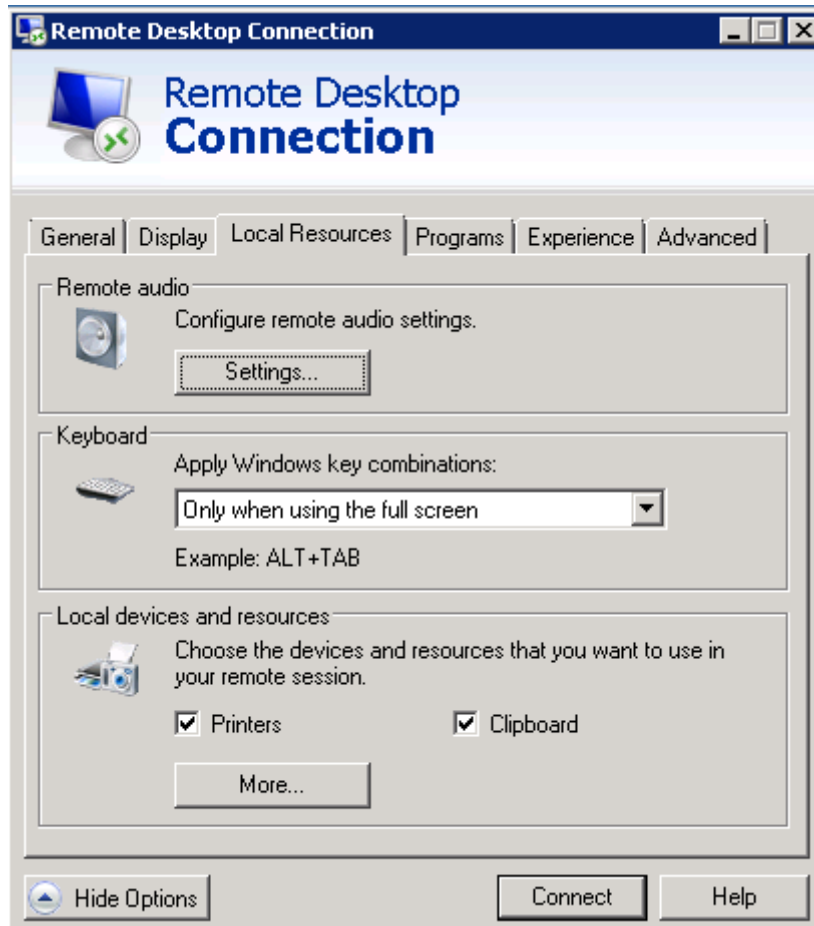 Remote Desktop Connection
Remote Desktop
Connection
General Display Local Resources Programs Experience Advanced
Remote audio
Configure remote audio settings.
Settings...
Keyboard
Apply Windows key combinations:
Only when using the full screen
Example: ALT+TAB
Local devices and resources
Choose the devices and resources that you want to use in
your remote session.
Printers Clipboard
More...
Hide Options Connect Help